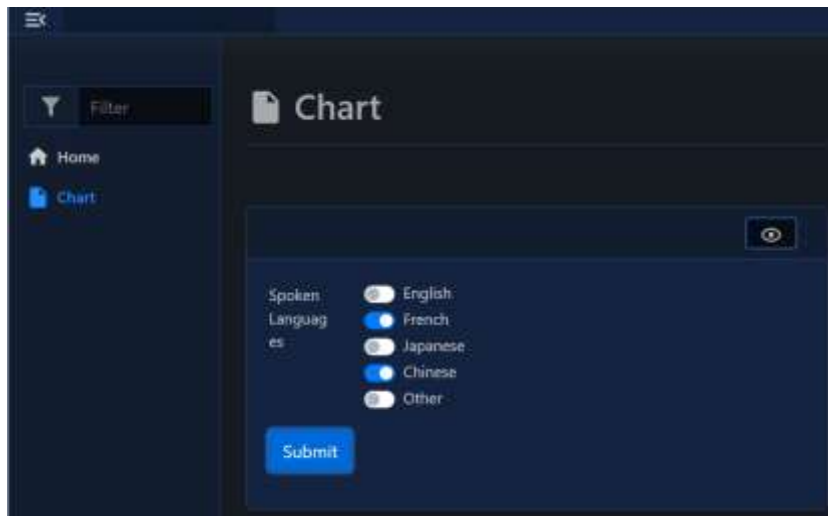 Filter
Home
Chart
Chart
Spoken
Languag
es
English
French
Japanese
Chinese
Other
Submit